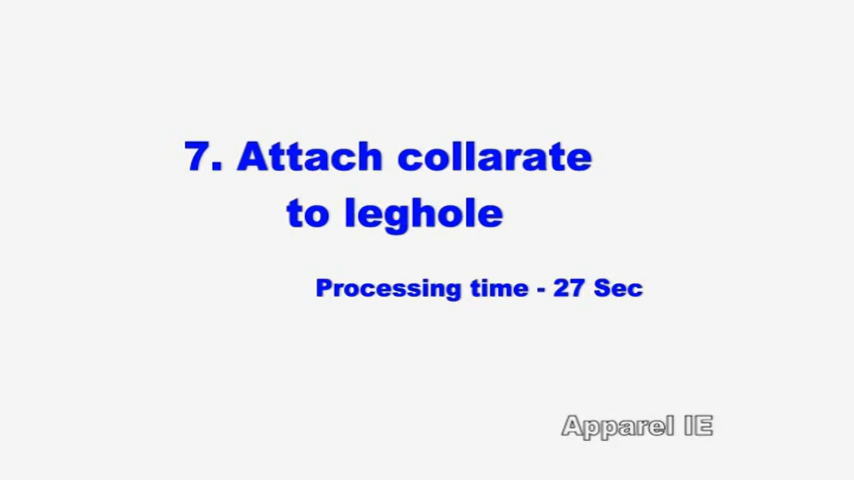 7. Attach collarate
to leghole
Processing time - 27 Sec
Apparel IE